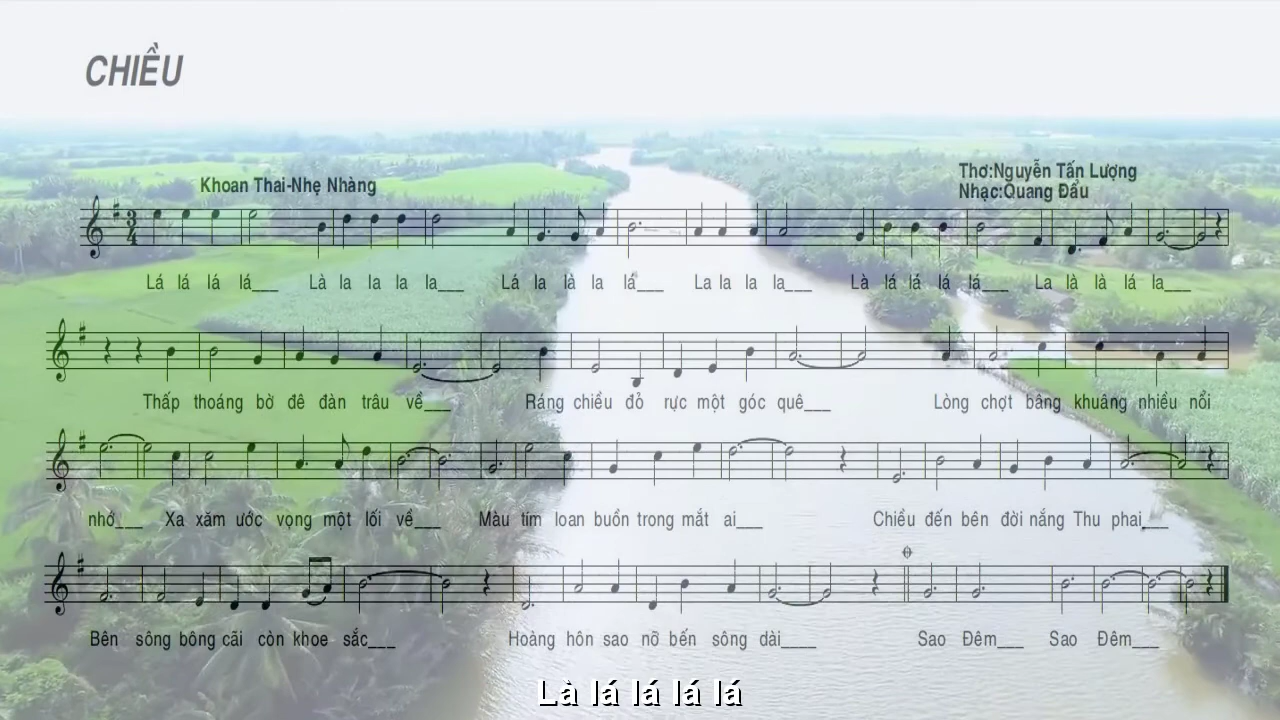 CHIỀU
Khoan Thai-Nhẹ Nhàng
Thơ:Nguyễn Tấn Lượng
Nhạc:Quang Đẩu
3
4
Lá lá lá lá___ Là la la la la___ Lá la là la lá___ La la la la___ Là lá lá lá lá___ La là là lá la___
Thấp thoáng bờ đê đàn trâu về___ Ráng chiều đỏ rực một góc quê___ Lòng chợt bâng khuâng nhiều nỗi
nhớ___ Xa xăm ước vọng một lối về___ Màu tím loan buồn trong mắt ai___ Chiều đến bên đời nắng Thu phai___
Bên sông bông cãi còn khoe sắc___ Hoàng hôn sao nỡ bến sông dài____ Sao Đêm___ Sao Đêm___
Là lá lá lá lá